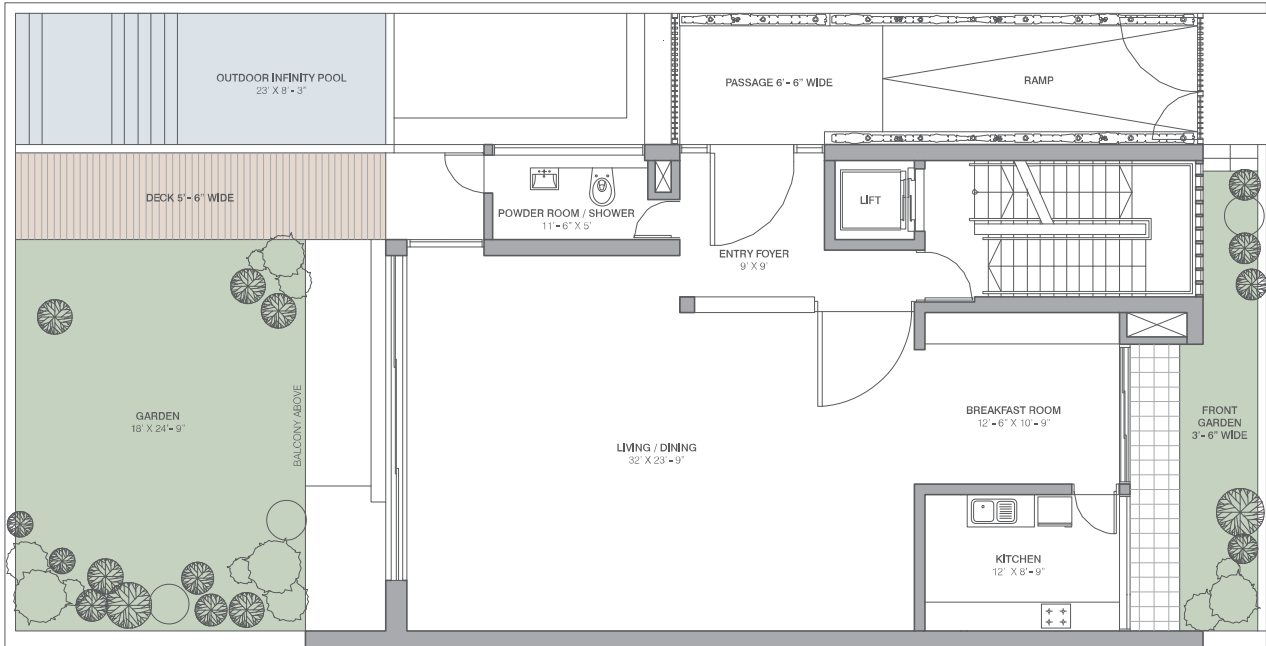 OUTDOOR INFINITY POOL
23' X 8'-3"
PASSAGE 6'-6" WIDE
RAMP
DECK 5'-6" WIDE
POWDER ROOM / SHOWER
11'-6" X 5'
LIFT
ENTRY FOYER
9' X 9'
GARDEN
18' X 24'-9"
BALCONY ABOVE
LIVING / DINING
32' X 23'-9"
BREAKFAST ROOM
12'-6" X 10'-9"
FRONT
GARDEN
3'-6" WIDE
KITCHEN
12' X 8'-9"